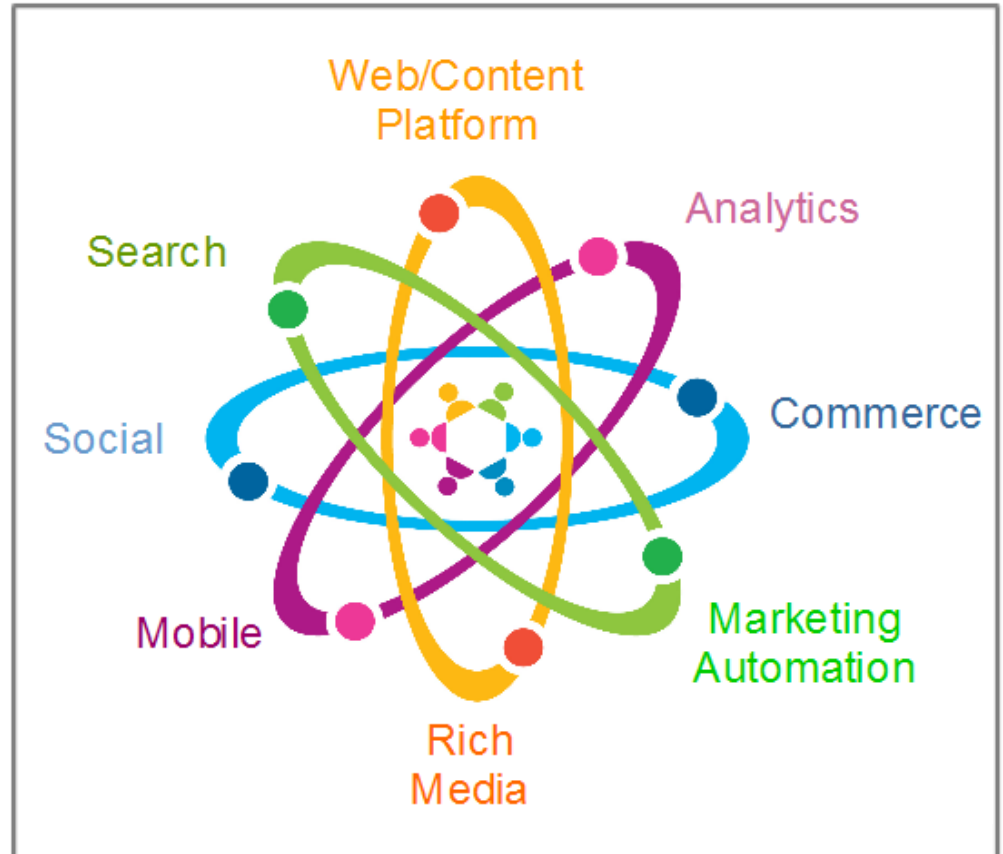 Web/Content
Platform
Analytics
Search
Commerce
Social
Mobile
Marketing
Automation
Rich
Media